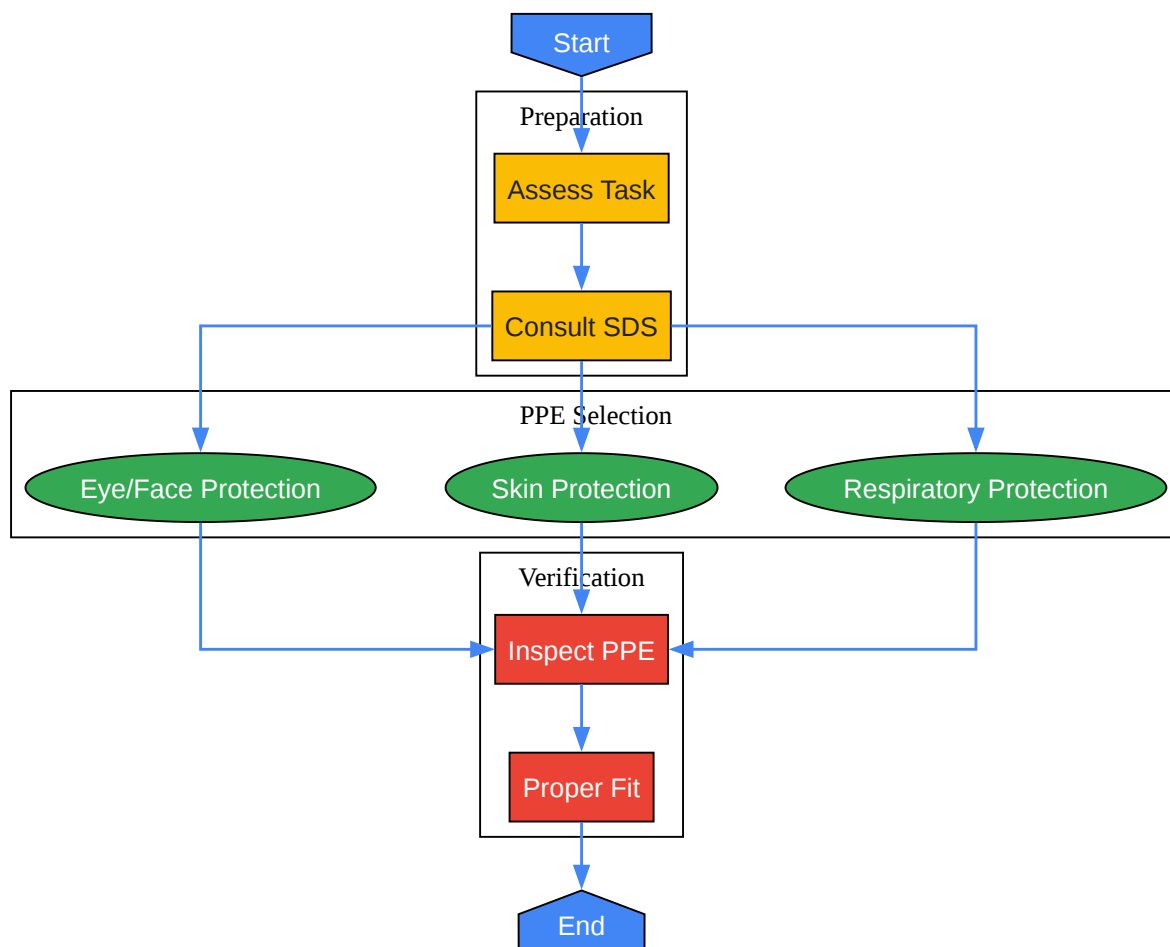 Start
Preparation
Assess Task
Consult SDS
PPE Selection
Eye/Face Protection
Skin Protection
Respiratory Protection
Verification
Inspect PPE
Proper Fit
End